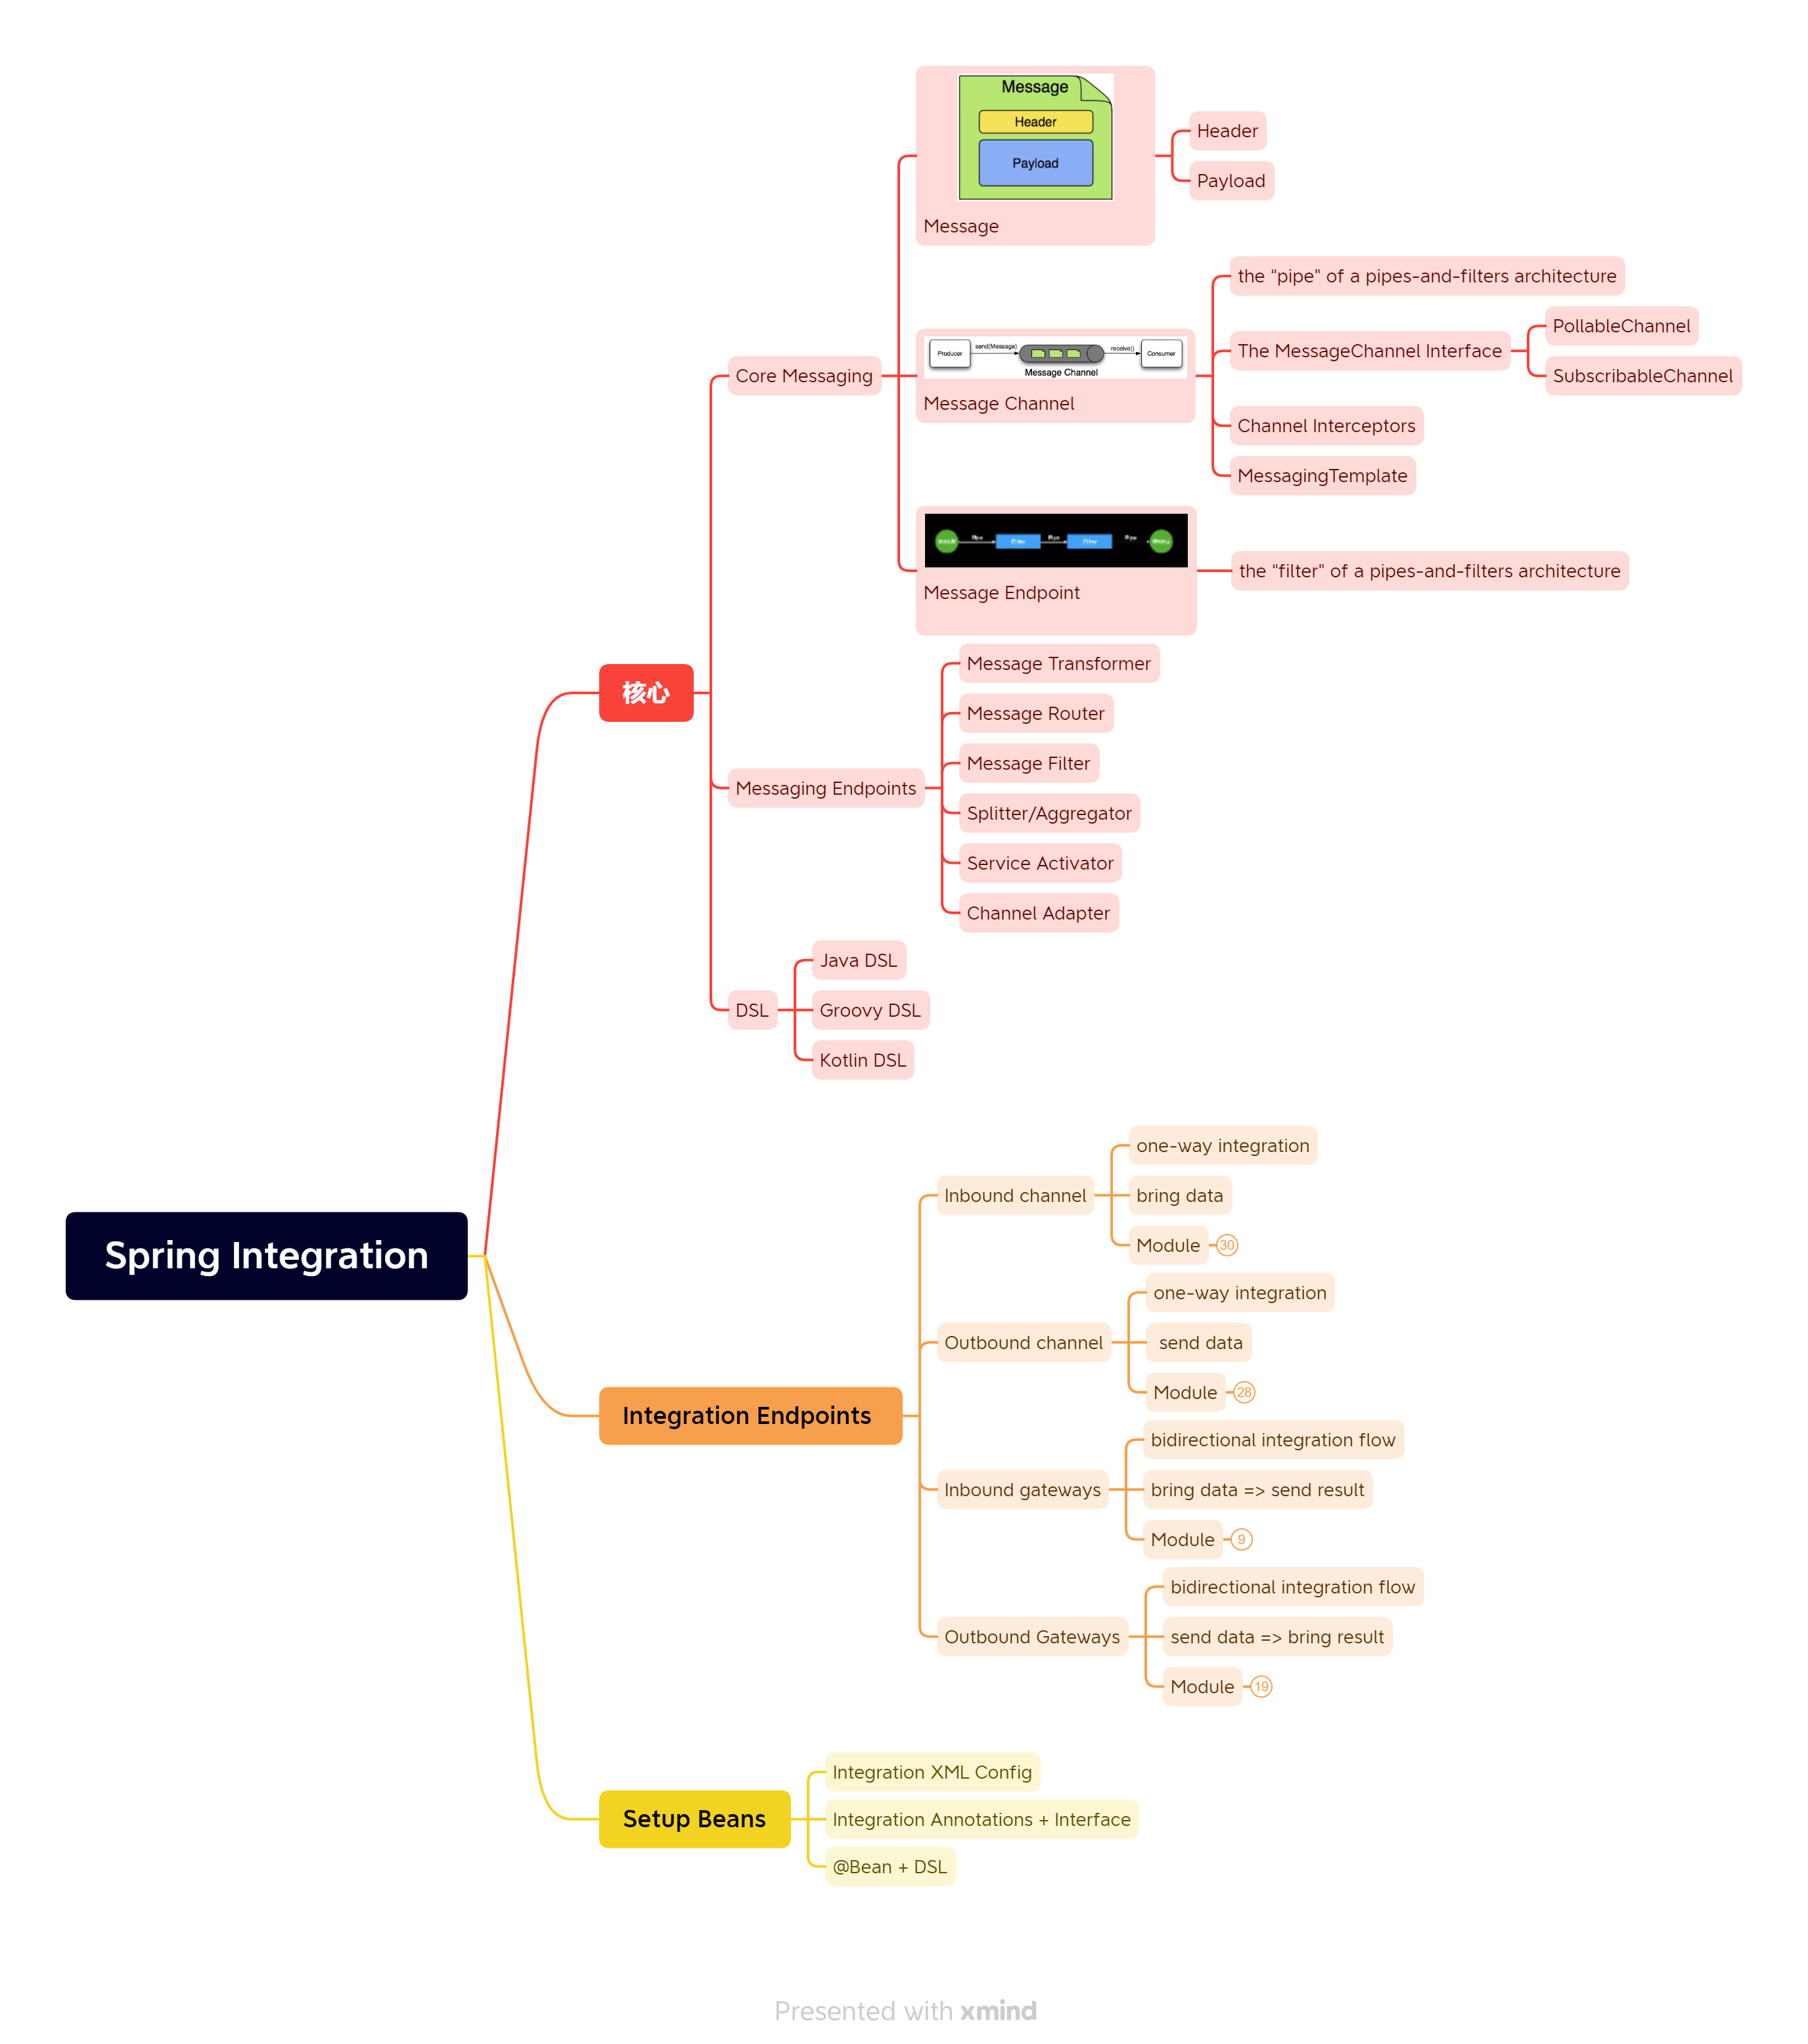 Message
Header
Payload
Message
Header
Payload
the "pipe" of a pipes-and-filters architecture
Producer
send(Message)
receive()
Consumer
Message Channel
Message Channel
The MessageChannel Interface
PollableChannel
SubscribableChannel
Channel Interceptors
MessagingTemplate
Core Messaging
Pipe
Filter
Pipe
Filter
Pipe
Message Endpoint
the "filter" of a pipes-and-filters architecture
核心
Messaging Endpoints
Message Transformer
Message Router
Message Filter
Splitter/Aggregator
Service Activator
Channel Adapter
DSL
Java DSL
Groovy DSL
Kotlin DSL
Spring Integration
Integration Endpoints
Inbound channel
one-way integration
bring data
Module 30
Outbound channel
one-way integration
send data
Module 28
Inbound gateways
bidirectional integration flow
bring data => send result
Module 9
Outbound Gateways
bidirectional integration flow
send data => bring result
Module 19
Setup Beans
Integration XML Config
Integration Annotations + Interface
@Bean + DSL
Presented with xmind